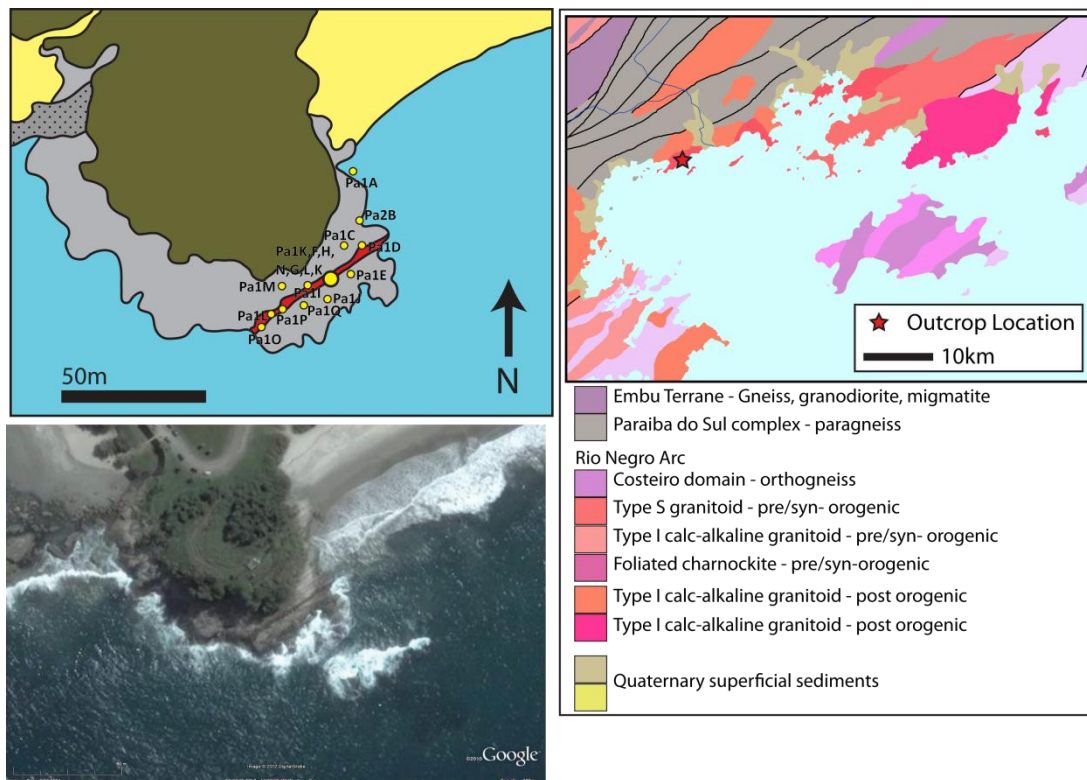 Pa1A
Pa2B
Pa1C
Pa1K,F,H,
Pa1D
N,G,L,K
Pa1E
Pa1M
Pa1I
Pa1J
Pa1L
Pa1P
Pa1Q
Pa1O
50m
N
Google
Outcrop Location
10km
Embu Terrane - Gneiss, granodiorite, migmatite
Paraiba do Sul complex - paragneiss
Rio Negro Arc
Costeiro domain - orthogneiss
Type S granitoid - pre/syn- orogenic
Type I calc-alkaline granitoid - pre/syn- orogenic
Foliated charnockite - pre/syn-orogenic
Type I calc-alkaline granitoid - post orogenic
Type I calc-alkaline granitoid - post orogenic
Quaternary superficial sediments